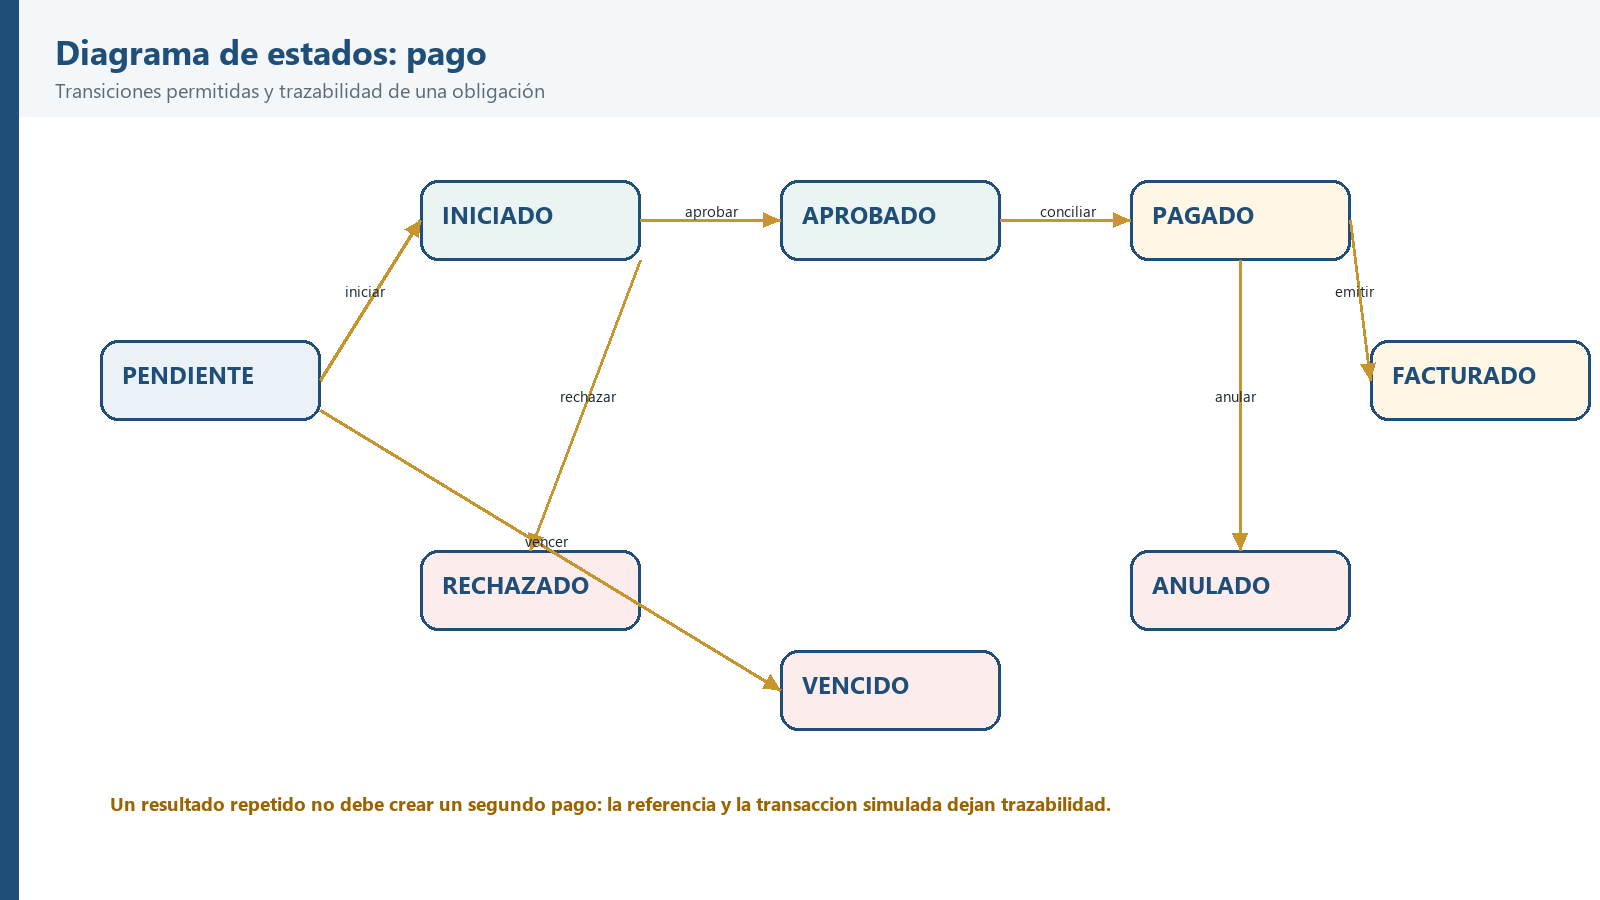 Diagrama de estados: pago
Transiciones permitidas y trazabilidad de una obligación
INICIADO
aprobar
APROBADO
conciliar
PAGADO
iniciar
emitir
PENDIENTE
FACTURADO
rechazar
anular
vencer
RECHAZADO
ANULADO
VENCIDO
Un resultado repetido no debe crear un segundo pago: la referencia y la transaccion simulada dejan trazabilidad.